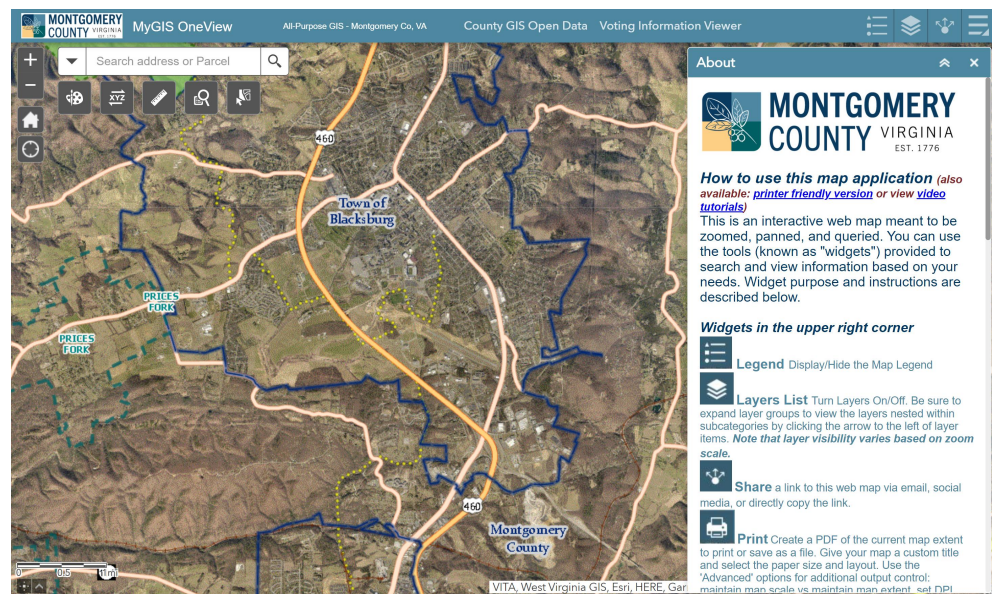 MONTGOMERY
COUNTY VIRGINIA
EST. 1776
MyGIS OneView
All-Purpose GIS - Montgomery Co, VA
County GIS Open Data
Voting Information Viewer
Search address or Parcel
XYZ
460
Town of
Blacksburg
PRICES
FORK
PRICES
FORK
460
Montgomery
County
0 0.5 1mi
VITA, West Virginia GIS, Esri, HERE, Gar
About
MONTGOMERY
COUNTY VIRGINIA
EST. 1776
How to use this map application (also
available: printer friendly version or view video
tutorials)
This is an interactive web map meant to be
zoomed, panned, and queried. You can use
the tools (known as "widgets") provided to
search and view information based on your
needs. Widget purpose and instructions are
described below.
Widgets in the upper right corner
Legend Display/Hide the Map Legend
Layers List Turn Layers On/Off. Be sure to
expand layer groups to view the layers nested within
subcategories by clicking the arrow to the left of layer
items. Note that layer visibility varies based on zoom
scale.
Share a link to this web map via email, social
media, or directly copy the link.
Print Create a PDF of the current map extent
to print or save as a file. Give your map a custom title
and select the paper size and layout. Use the
'Advanced' options for additional output control:
maintain map scale vs maintain map extent, set DPI